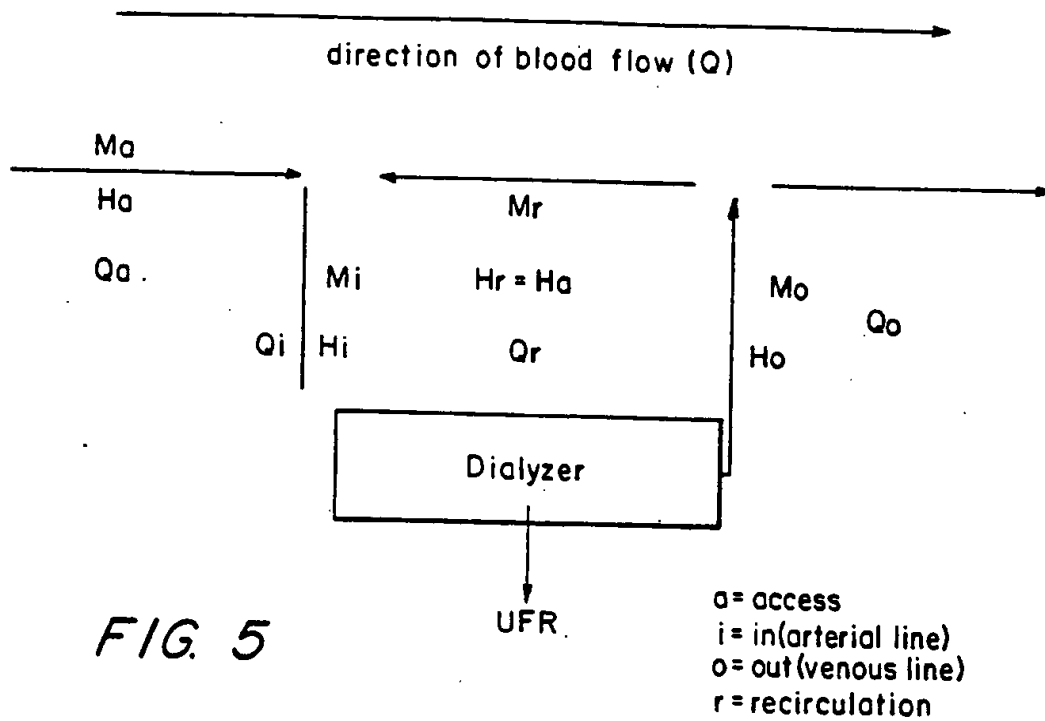 direction of blood flow (Q)
Ma
Ha
Qa .
Mr
Mi
Hr = Ha
Mo
Qo
Qi
Hi
Qr
Ho
Dialyzer
UFR.
FIG. 5
a = access
i = in(arterial line)
o = out(venous line)
r = recirculation